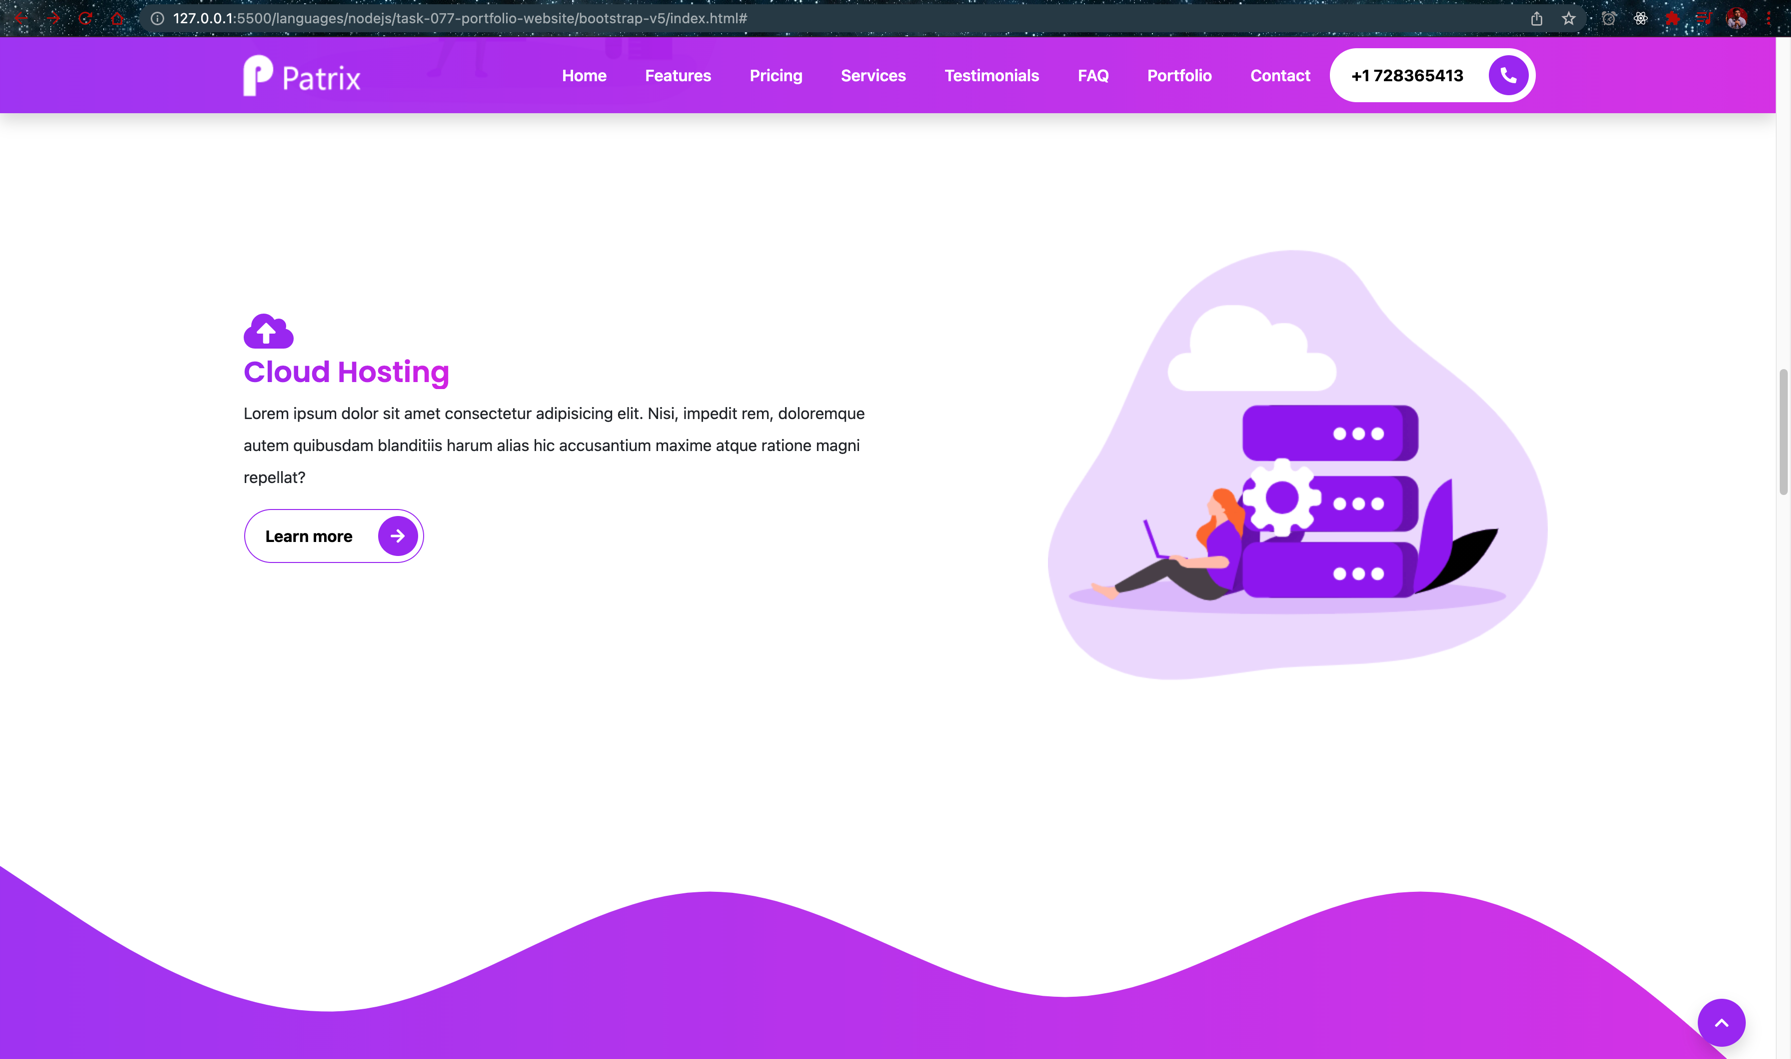 127.0.0.1:5500/languages/nodejs/task-077-portfolio-website/bootstrap-v5/index.html#
Patrix
Home Features Pricing Services Testimonials FAQ Portfolio Contact +1 728365413
Cloud Hosting
Lorem ipsum dolor sit amet consectetur adipisicing elit. Nisi, impedit rem, doloremque
autem quibusdam blanditiis harum alias hic accusantium maxime atque ratione magni
repellat?
Learn more